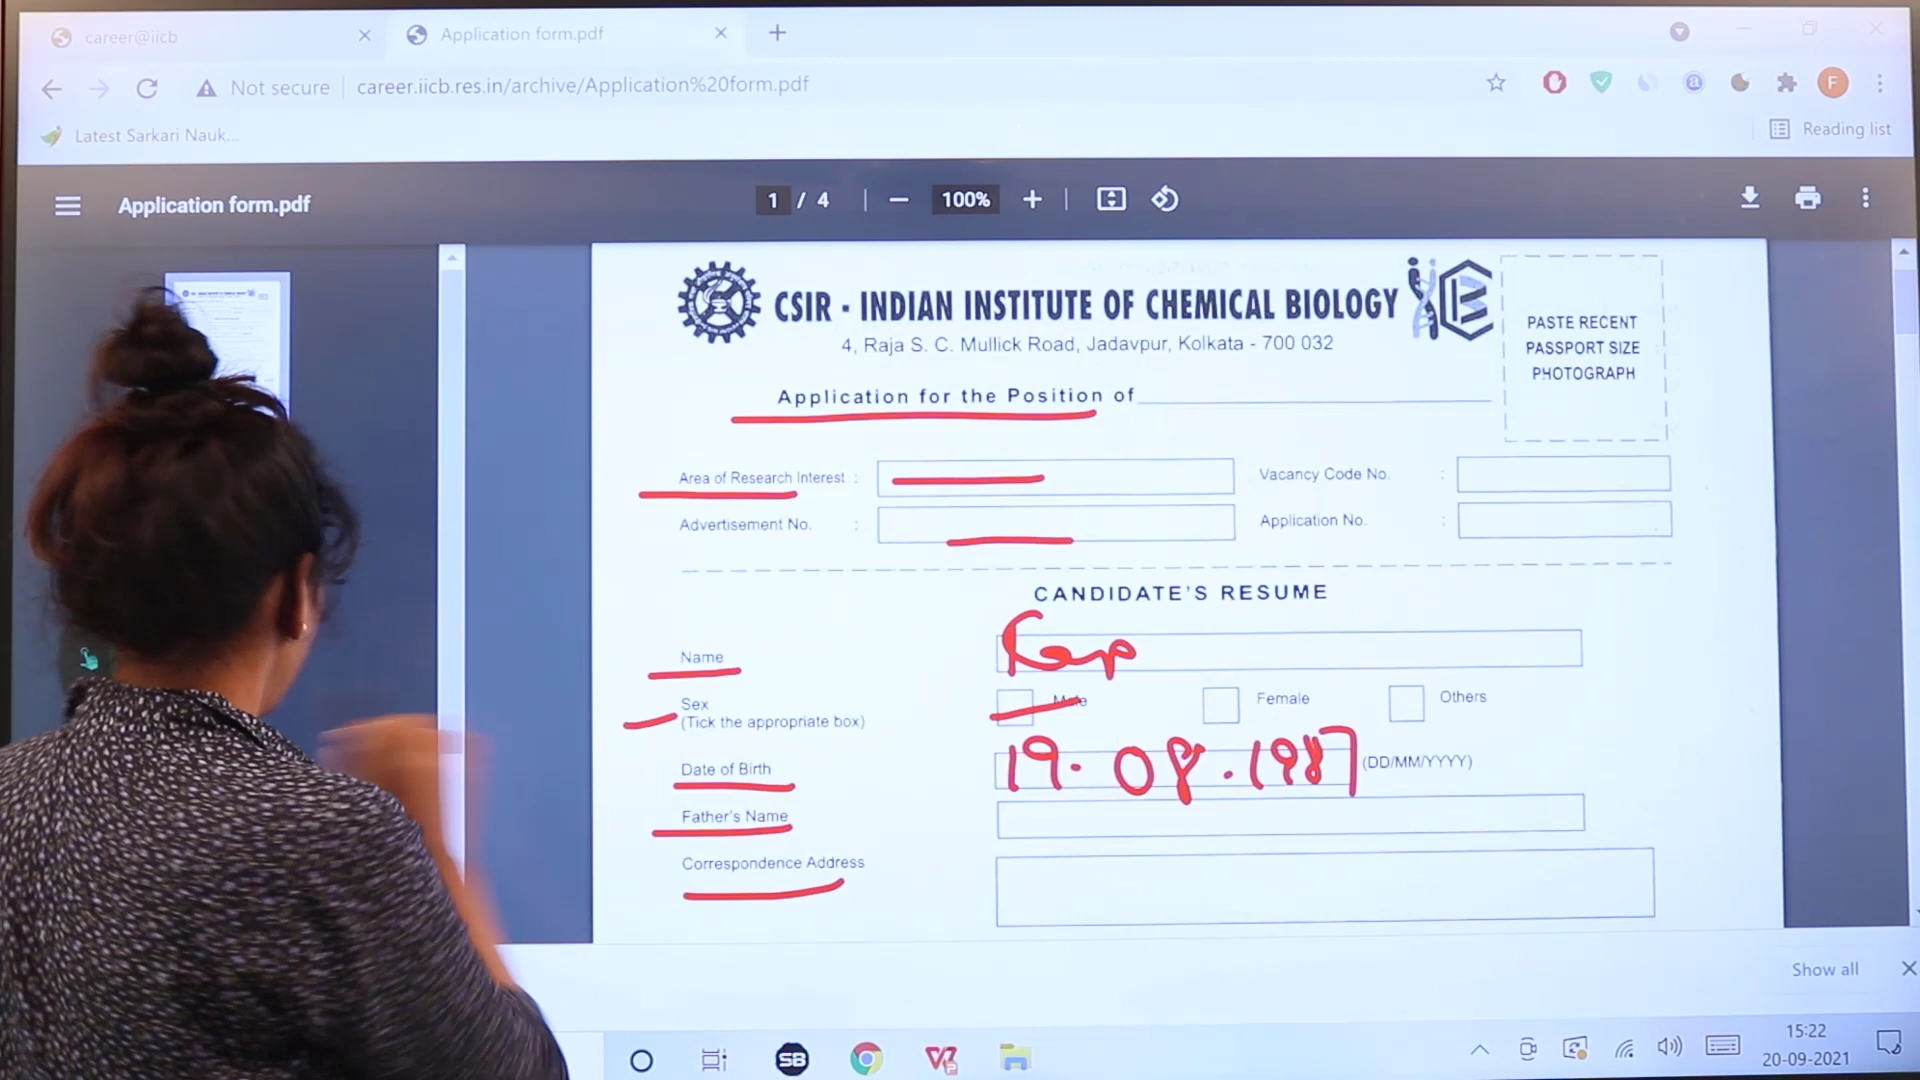 career@iicb
Application form.pdf
Not secure
career.iicb.res.in/archive/Application%20form.pdf
F
Latest Sarkari Nauk...
Reading list
Application form.pdf
1 / 4
100%
CSIR - INDIAN INSTITUTE OF CHEMICAL BIOLOGY
4, Raja S. C. Mullick Road, Jadavpur, Kolkata - 700 032
PASTE RECENT
PASSPORT SIZE
PHOTOGRAPH
Application for the Position of
Area of Research Interest :
Vacancy Code No. :
Advertisement No. :
Application No. :
CANDIDATE'S RESUME
Name
Sex
(Tick the appropriate box)
Male
Female
Others
Date of Birth
19.08.1987
(DD/MM/YYYY)
Father's Name
Correspondence Address
Show all
SB
15:22
20-09-2021